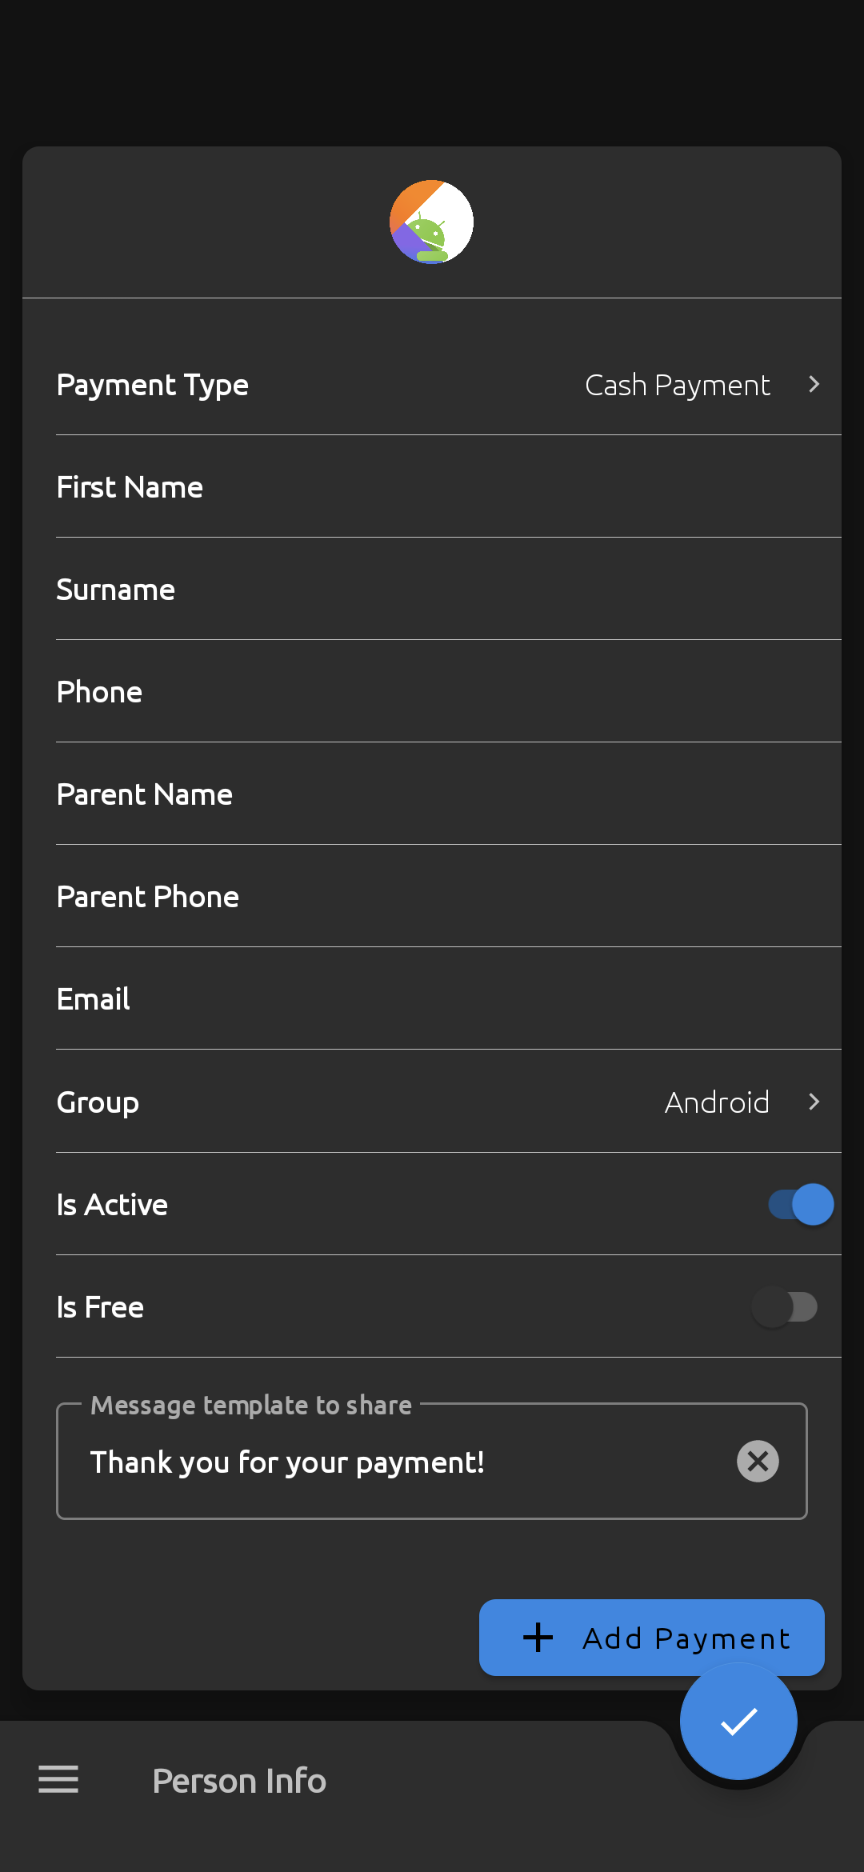 Payment Type Cash Payment
First Name
Surname
Phone
Parent Name
Parent Phone
Email
Group Android
Is Active
Is Free
Message template to share
Thank you for your payment!
Add Payment
Person Info